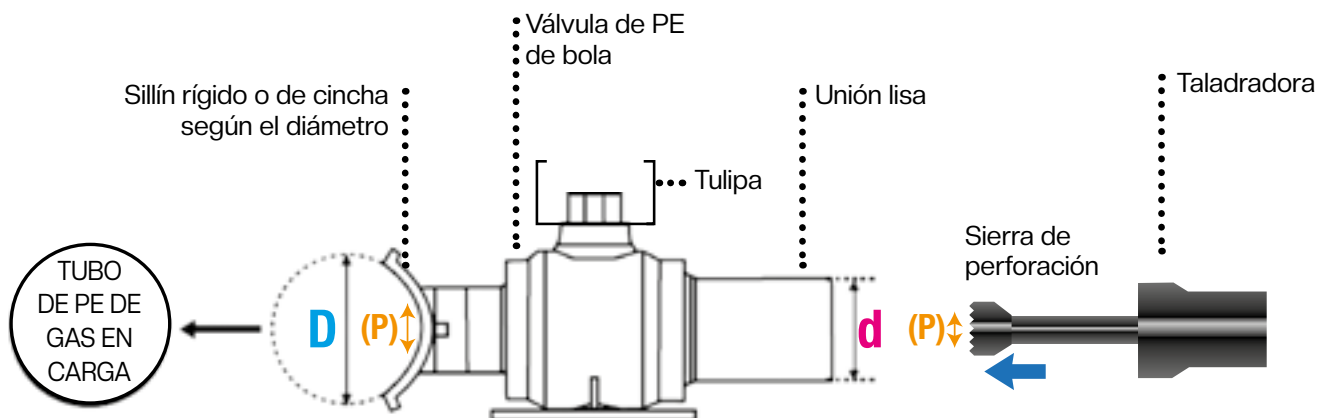 Válvula de PE
de bola
Sillín rígido o de cincha
según el diámetro
Unión lisa
Taladradora
Tulipa
Sierra de
perforación
TUBO
DE PE DE
GAS EN
CARGA
D
(P)
d
(P)